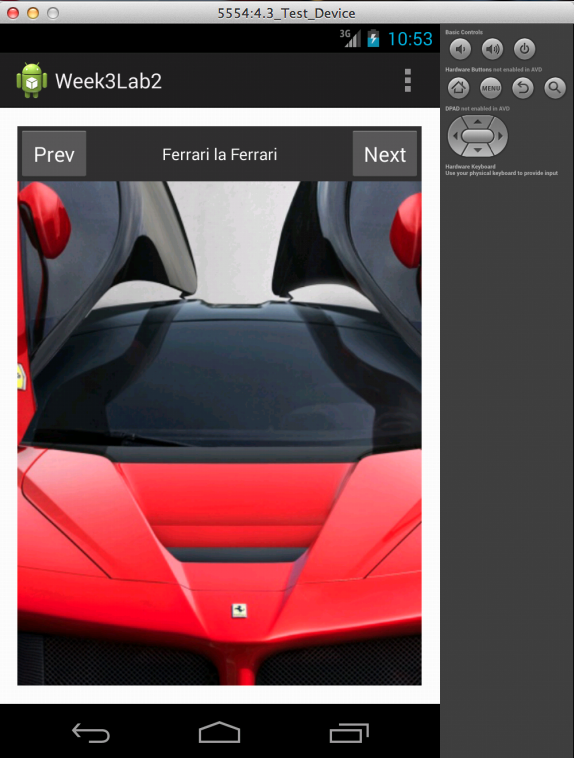 5554:4.3_Test_Device
3G
10:53
Week3Lab2
Prev
Ferrari la Ferrari
Next
Basic Controls
Hardware Buttons not enabled in AVD
MENU
DPAD not enabled in AVD
Hardware Keyboard
Use your physical keyboard to provide input